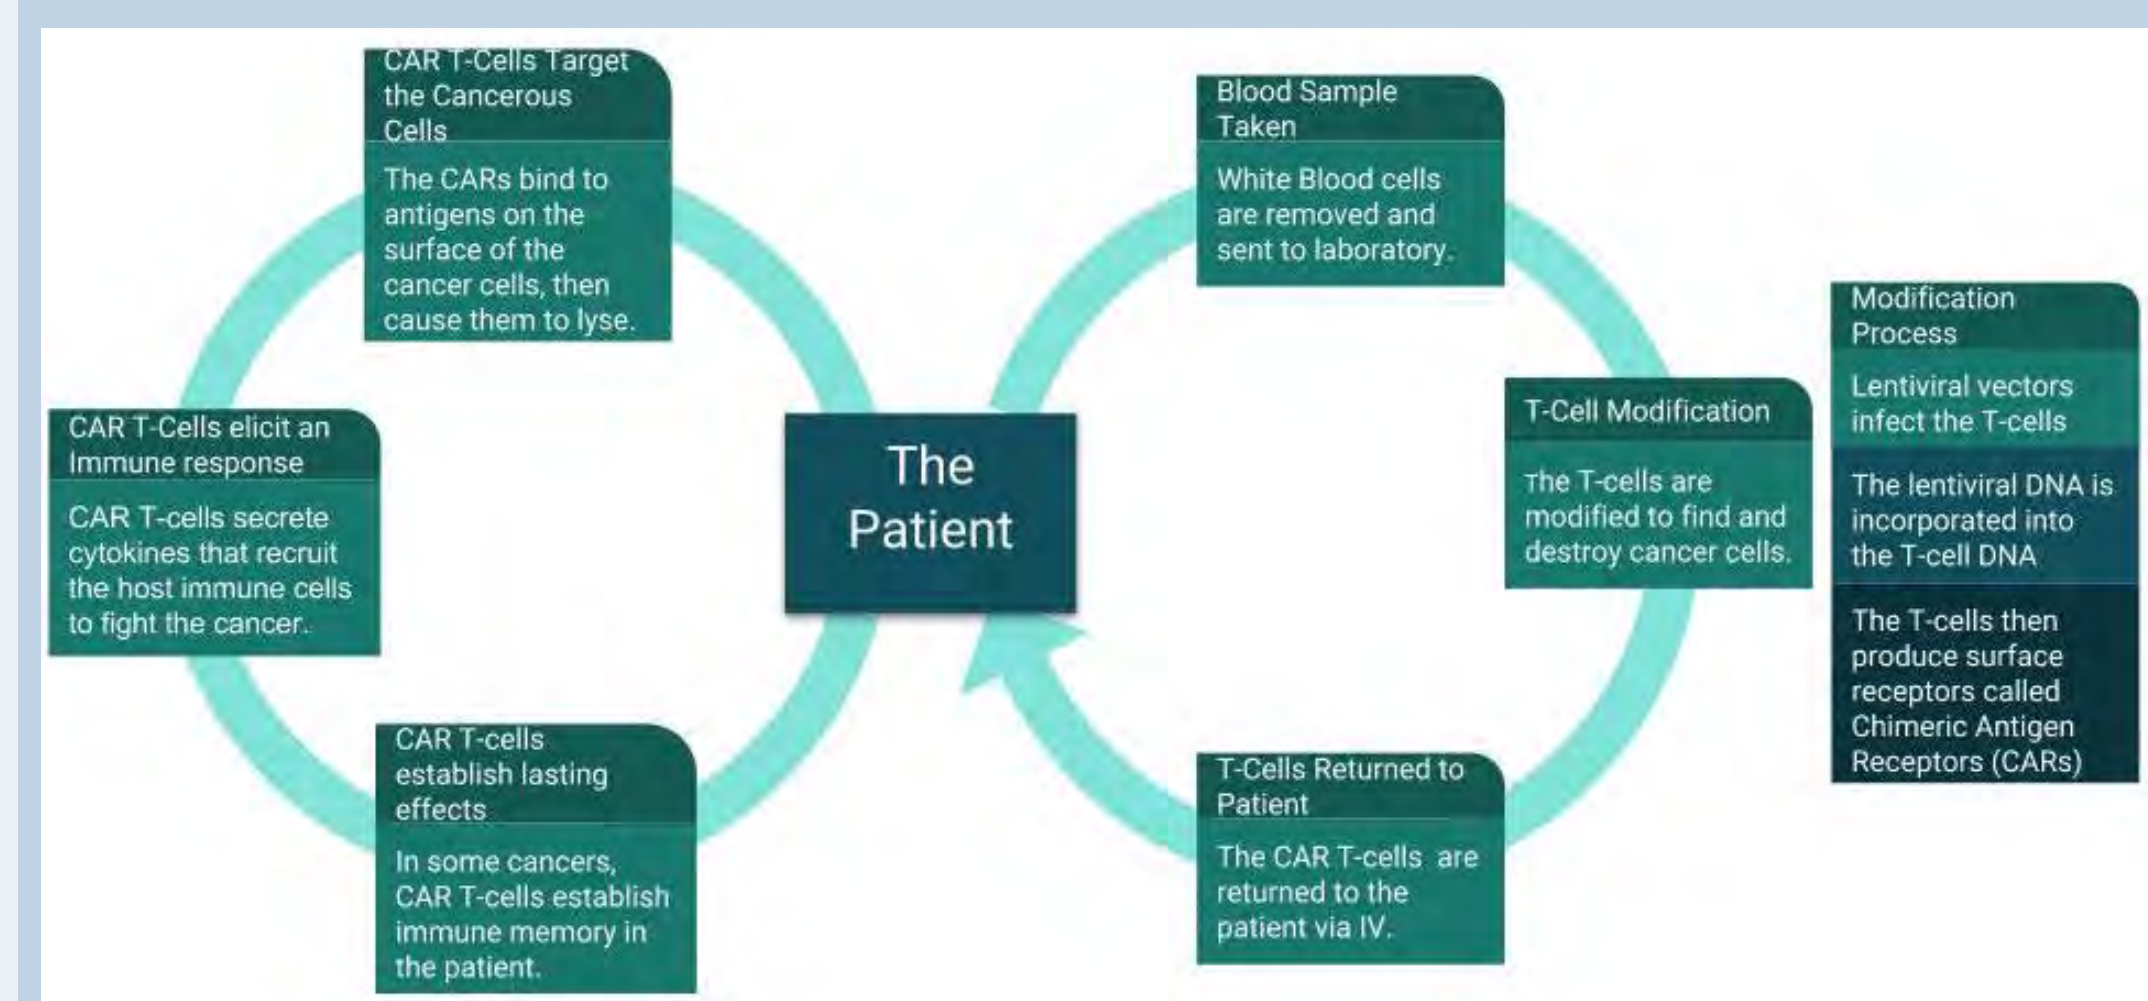 CAR T-Cells Target
the Cancerous
Cells
The CARs bind to
antigens on the
surface of the
cancer cells, then
cause them to lyse.
CAR T-Cells elicit an
Immune response
CAR T-cells secrete
cytokines that recruit
the host immune cells
to fight the cancer.
CAR T-cells
establish lasting
effects
In some cancers,
CAR T-cells establish
immune memory in
the patient.
The
Patient
Blood Sample
Taken
White Blood cells
are removed and
sent to laboratory.
T-Cell Modification
The T-cells are
modified to find and
destroy cancer cells.
T-Cells Returned to
Patient
The CAR T-cells are
returned to the
patient via IV.
Modification
Process
Lentiviral vectors
infect the T-cells
The lentiviral DNA is
incorporated into
the T-cell DNA
The T-cells then
produce surface
receptors called
Chimeric Antigen
Receptors (CARs)